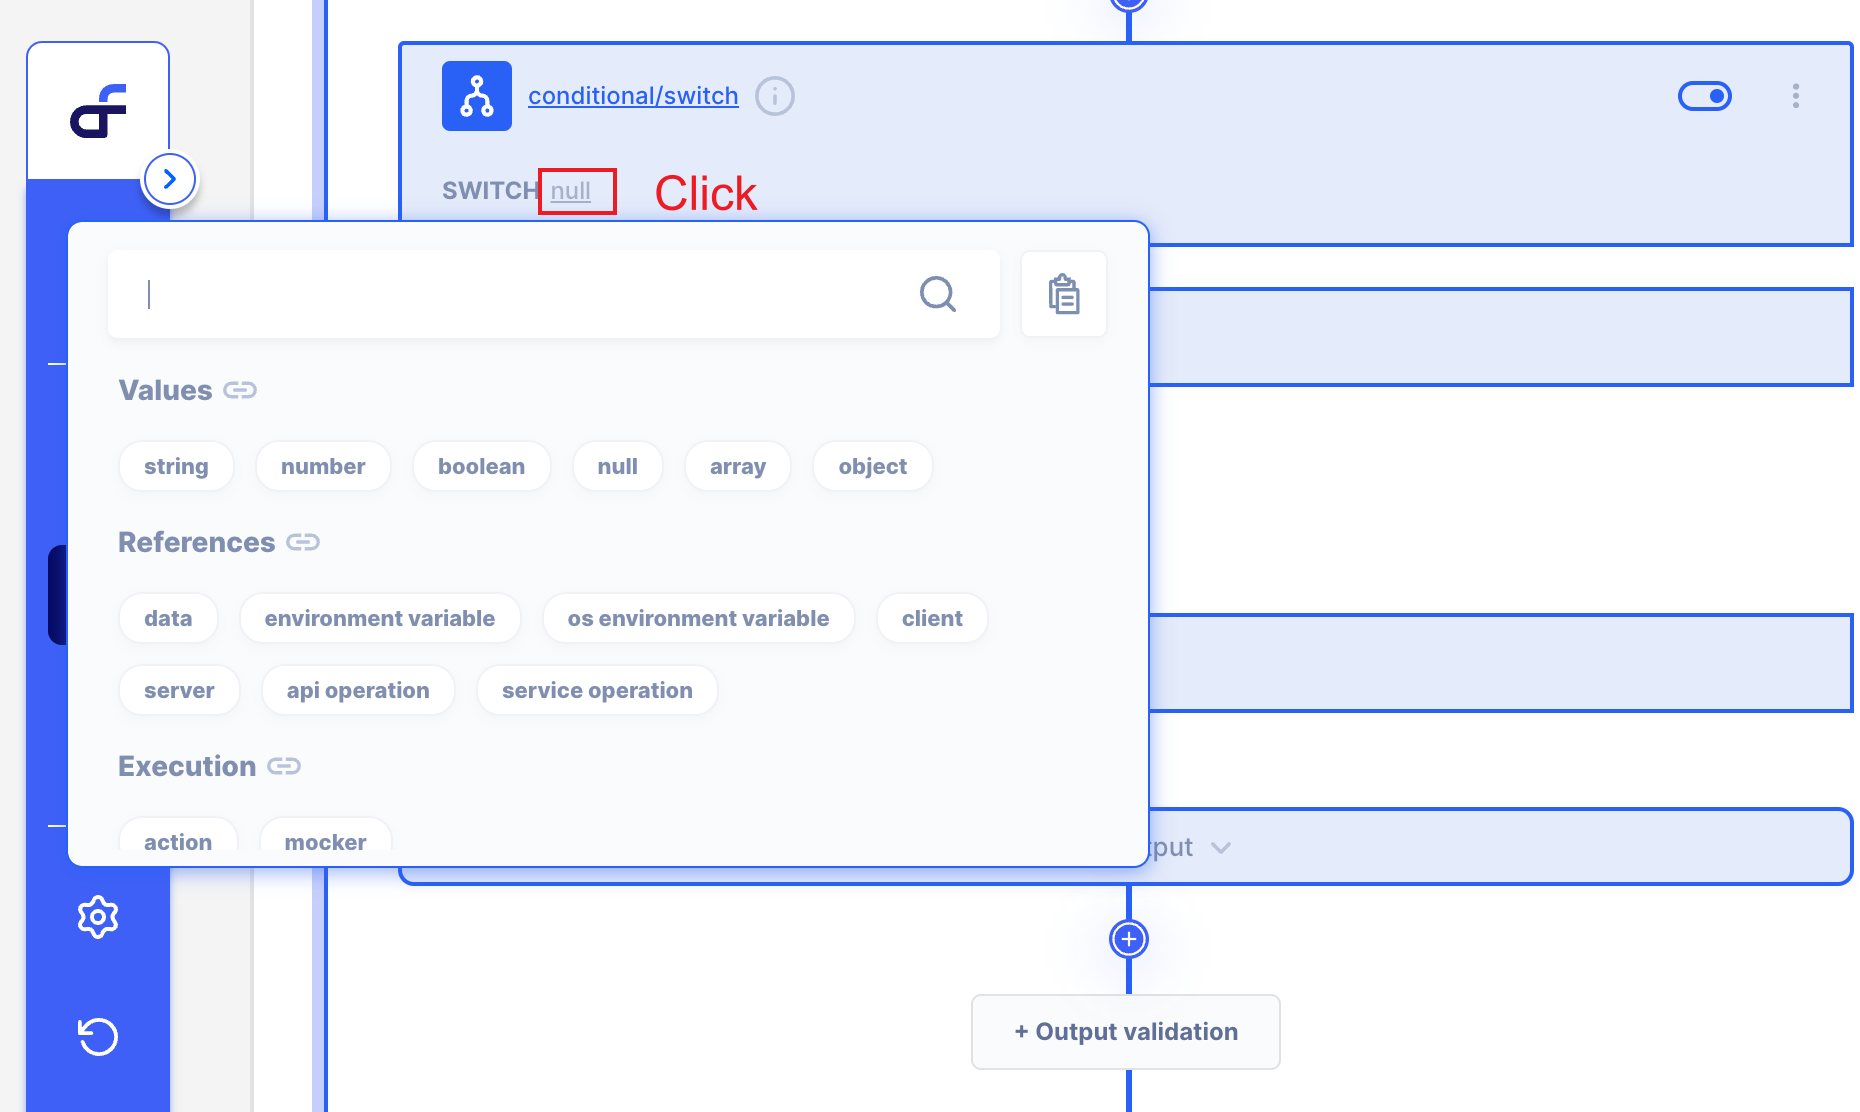 conditional/switch
SWITCH null Click
Values
string number boolean null array object
References
data environment variable os environment variable client
server api operation service operation
Execution
action mocker
put
+ Output validation